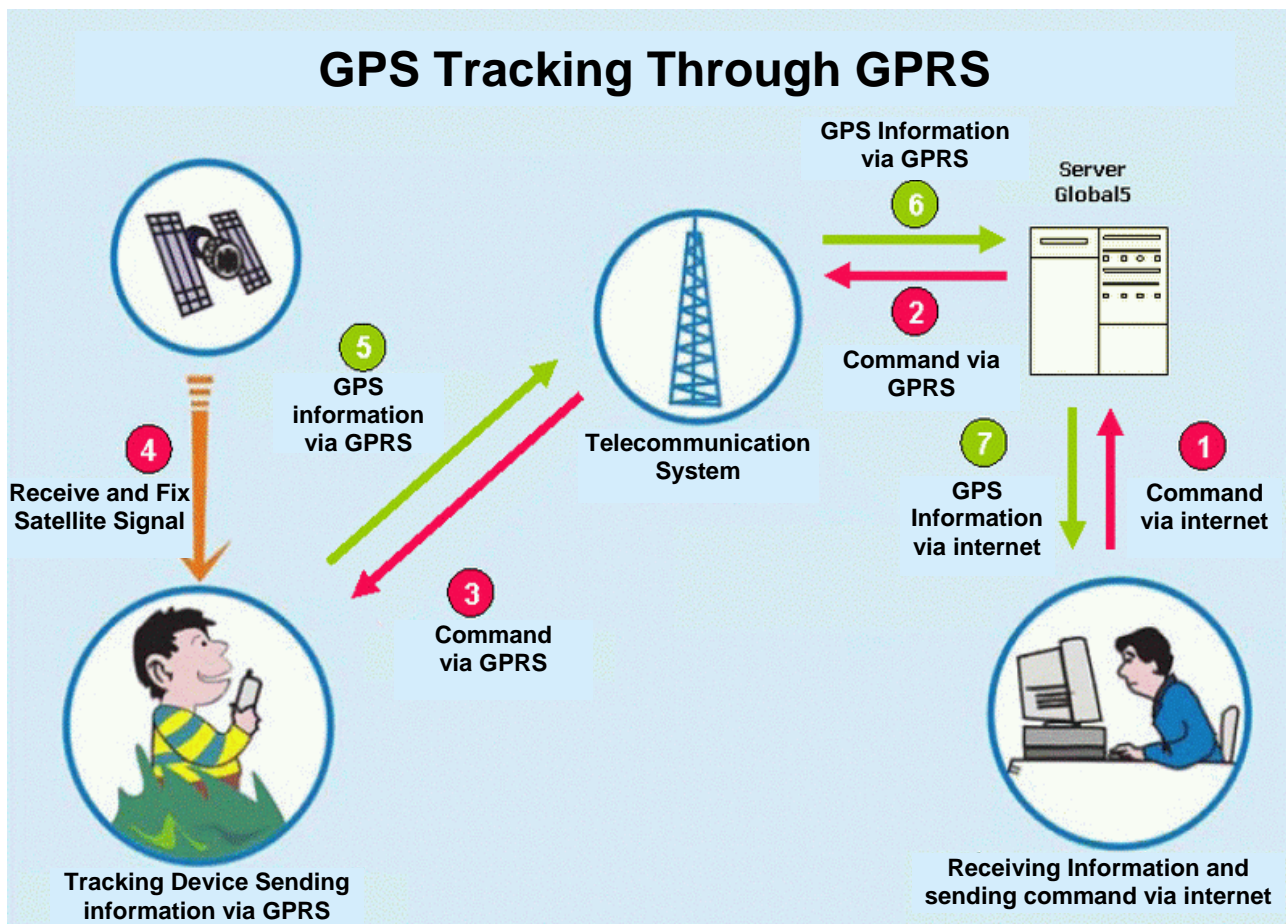 GPS Tracking Through GPRS
GPS Information
via GPRS
Server
Global5
6
2
Command via
GPRS
5
GPS
information
via GPRS
Telecommunication
System
4
Receive and Fix
Satellite Signal
7
GPS
Information
via internet
1
Command
via internet
3
Command
via GPRS
Tracking Device Sending
information via GPRS
Receiving Information and
sending command via internet